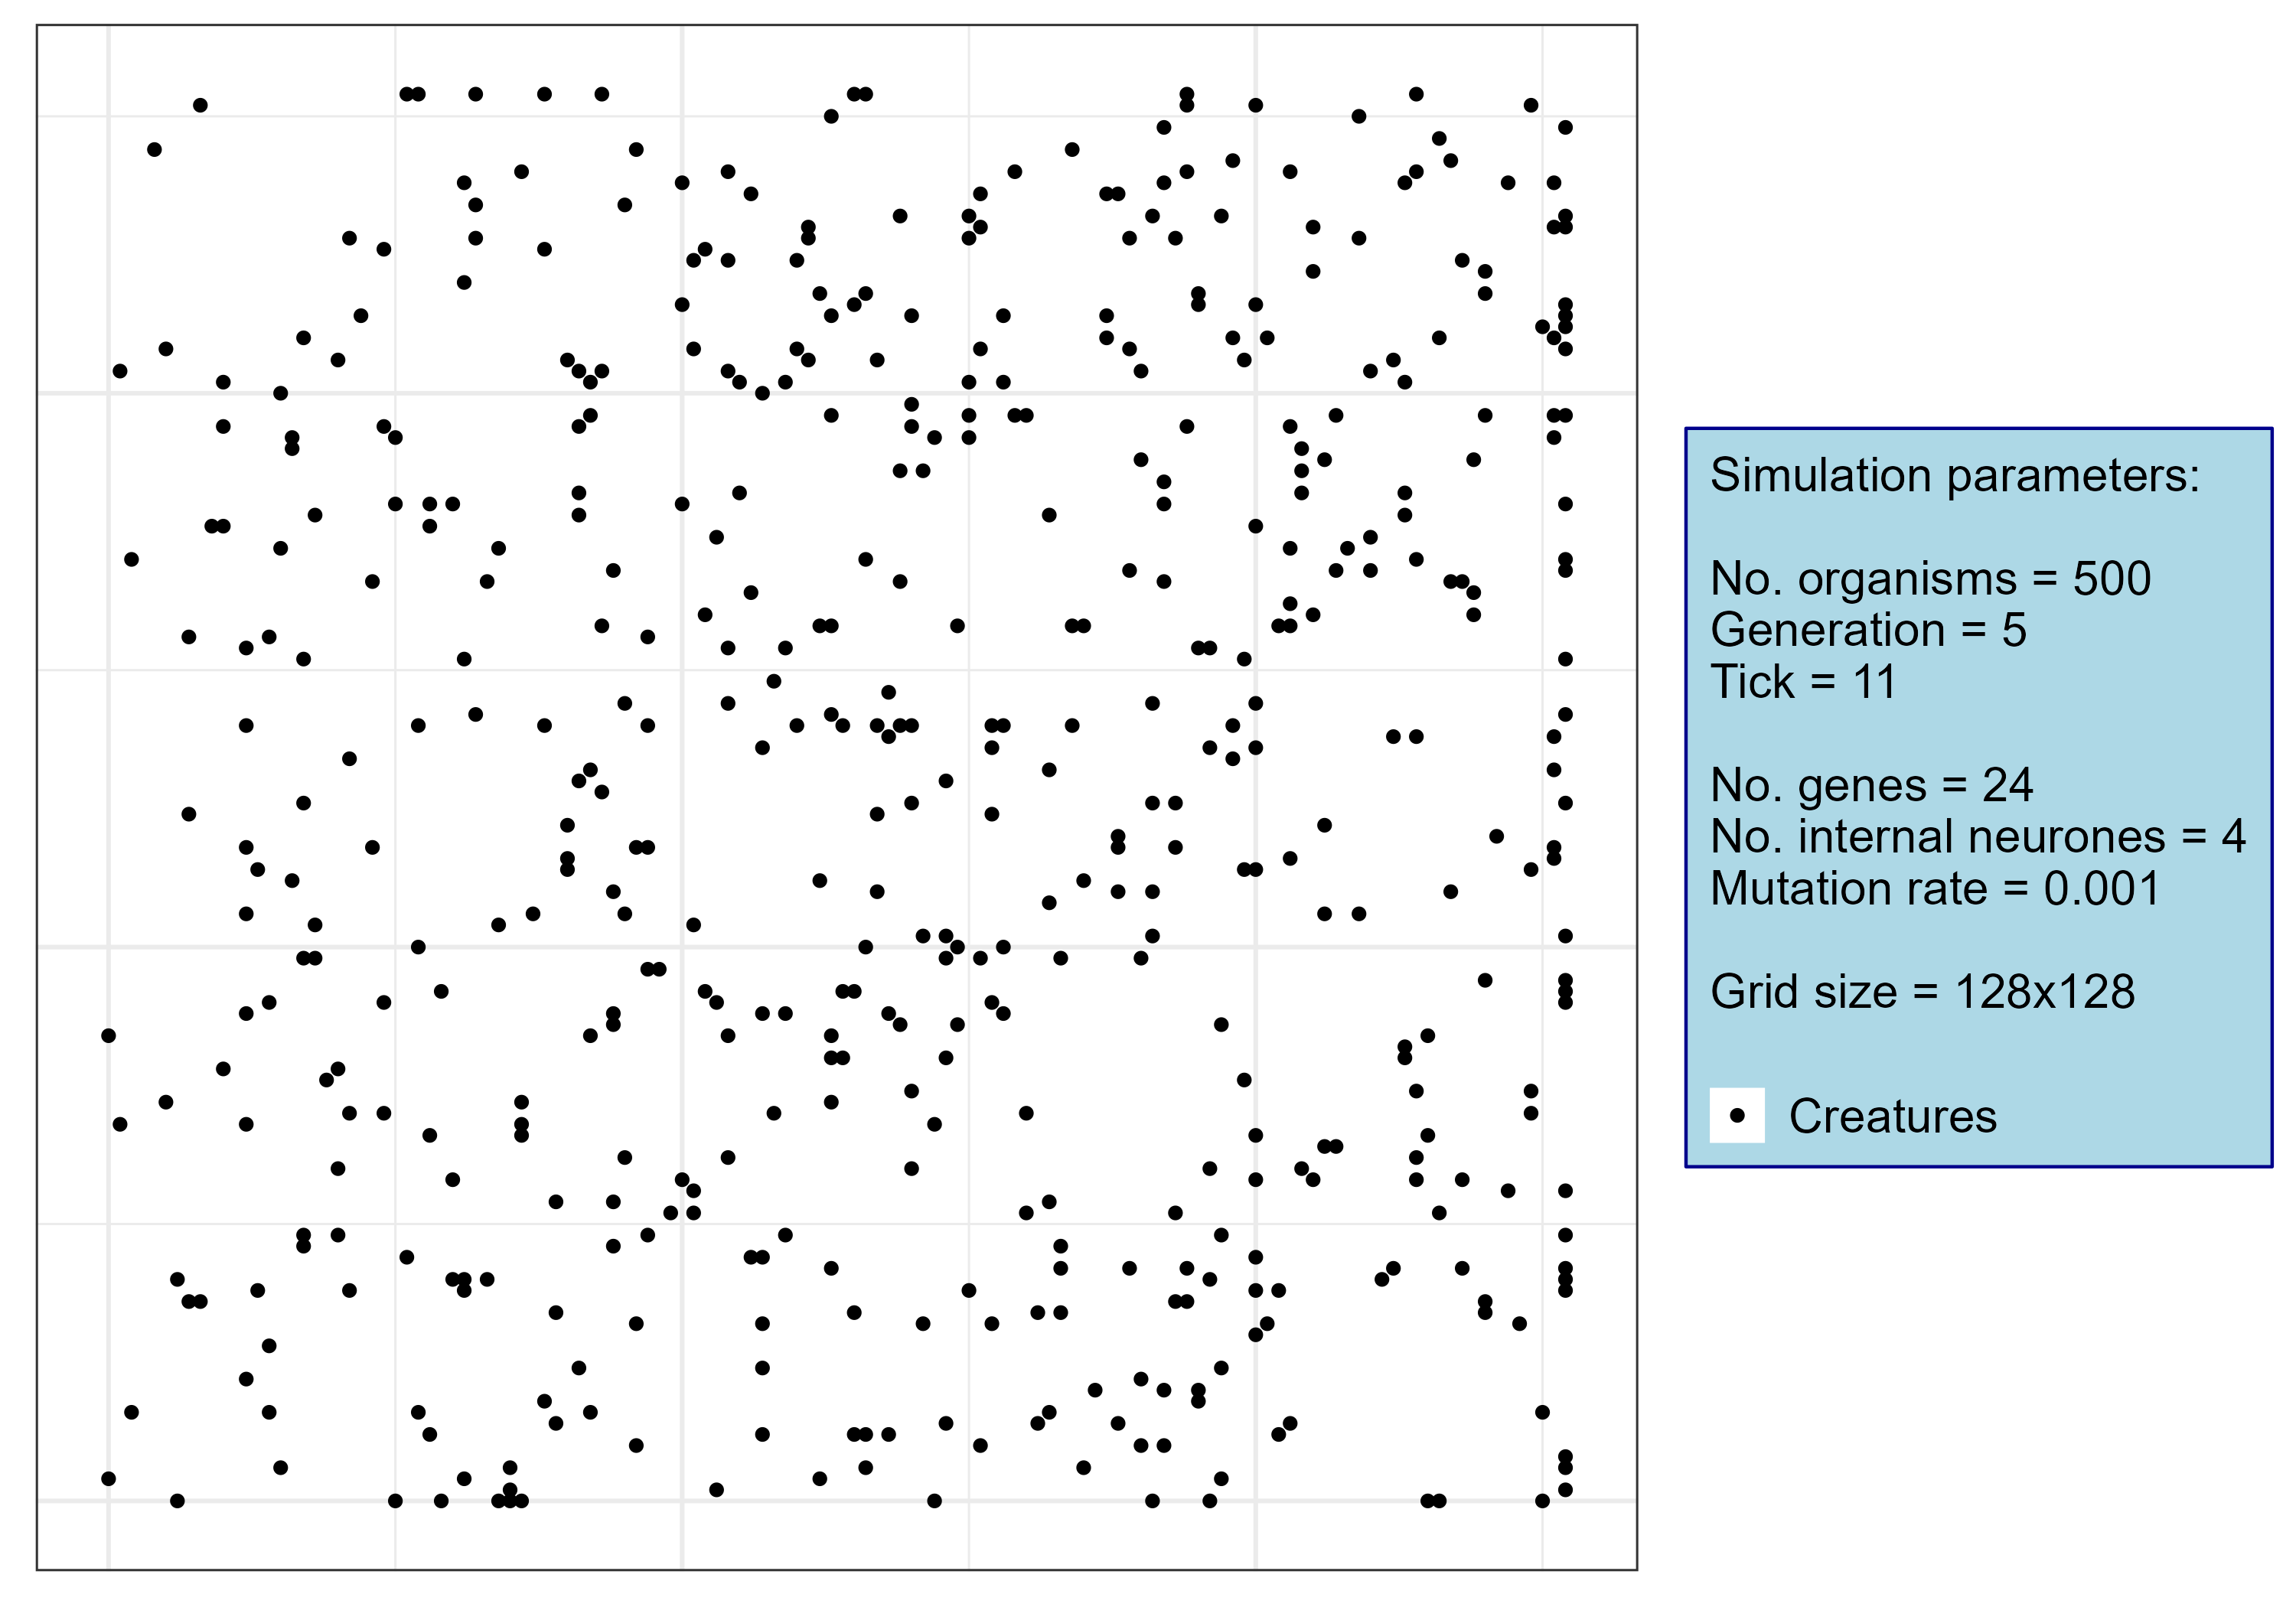 Simulation parameters:
No. organisms = 500
Generation = 5
Tick = 11
No. genes = 24
No. internal neurones = 4
Mutation rate = 0.001
Grid size = 128x128
Creatures